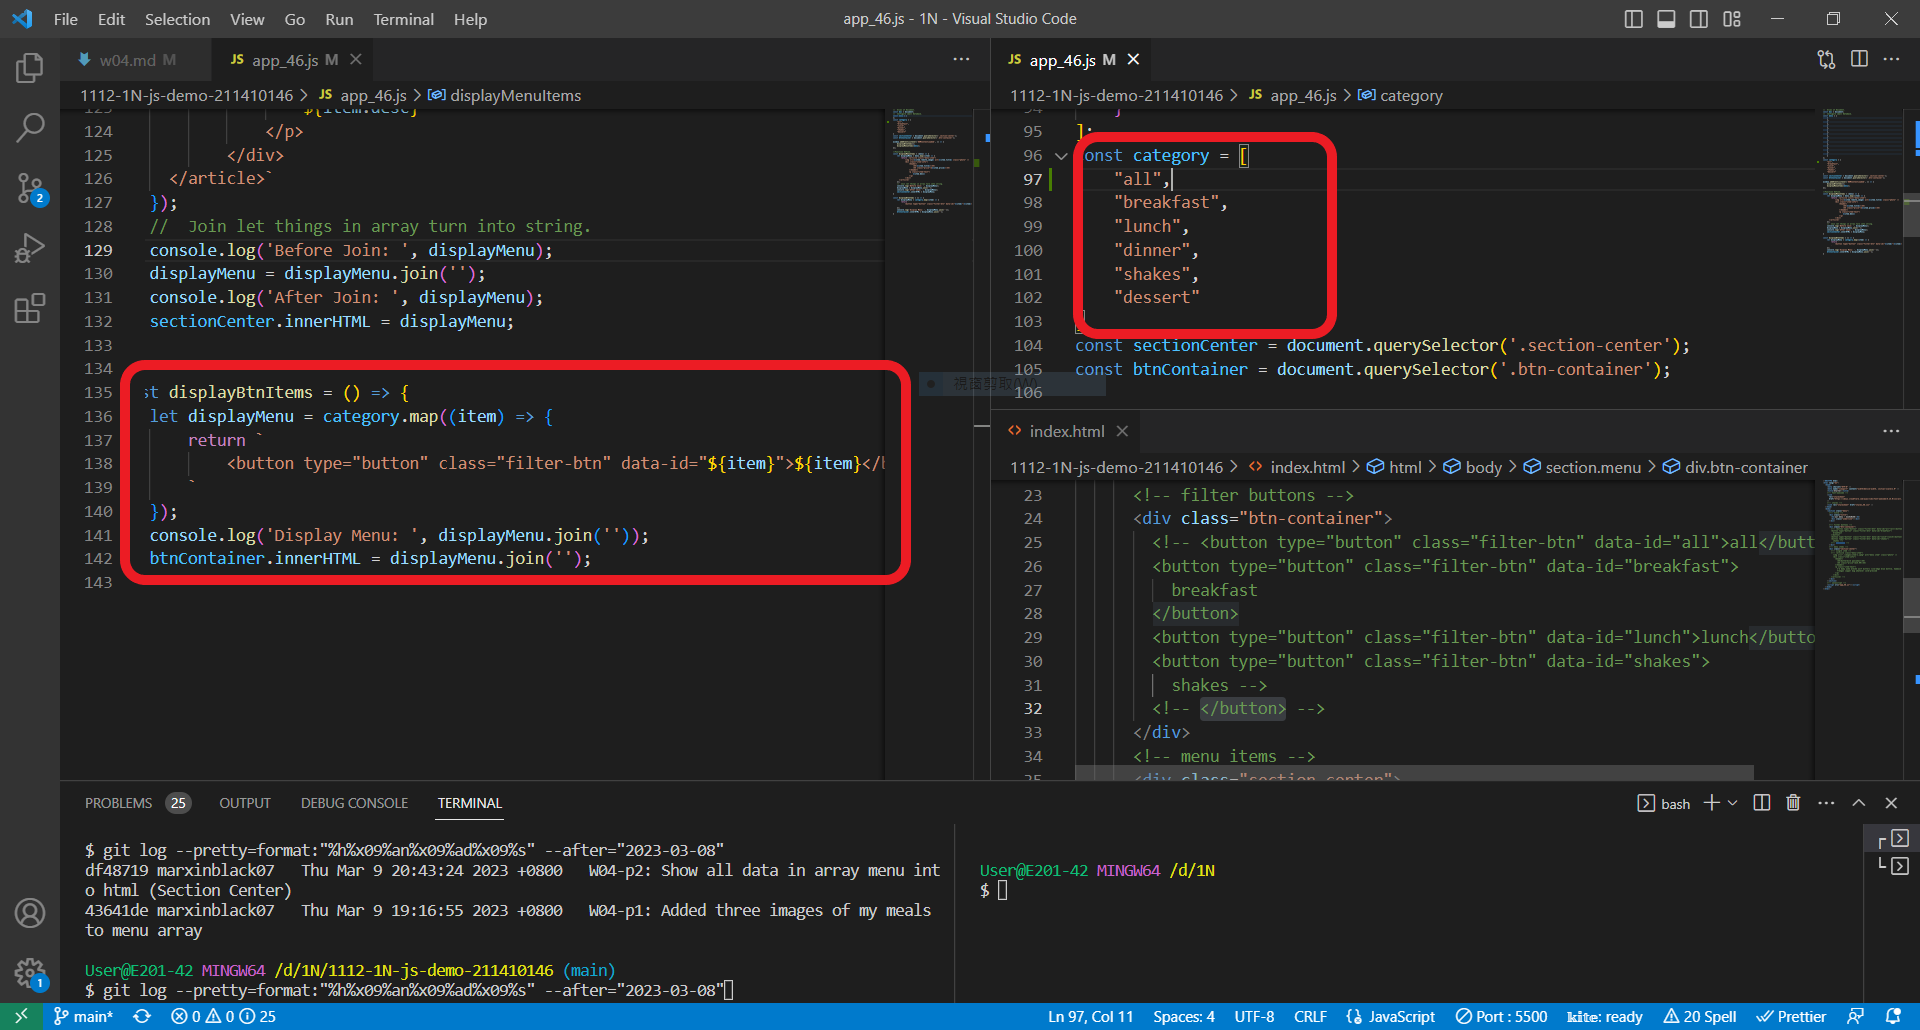 File Edit Selection View Go Run Terminal Help
app_46.js - 1N - Visual Studio Code
w04.md M
JS app_46.js M
1112-1N-js-demo-211410146 > JS app_46.js > displayMenuItems
124 </p>
125 </div>
126 </article>`
127 });
128 //  Join let things in array turn into string.
129 console.log('Before Join: ', displayMenu);
130 displayMenu = displayMenu.join('');
131 console.log('After Join: ', displayMenu);
132 sectionCenter.innerHTML = displayMenu;
133
134
135 st displayBtnItems = () => {
136 let displayMenu = category.map((item) => {
137 return `
138 <button type="button" class="filter-btn" data-id="${item}">${item}</b
139 `
140 });
141 console.log('Display Menu: ', displayMenu.join(''));
142 btnContainer.innerHTML = displayMenu.join('');
143
JS app_46.js M
1112-1N-js-demo-211410146 > JS app_46.js > category
95 ];
96 const category = [
97 "all",
98 "breakfast",
99 "lunch",
100 "dinner",
101 "shakes",
102 "dessert"
103 ]
104 const sectionCenter = document.querySelector('.section-center');
105 const btnContainer = document.querySelector('.btn-container');
106
視窗剪取(W)
index.html
1112-1N-js-demo-211410146 > index.html > html > body > section.menu > div.btn-container
23 <!-- filter buttons -->
24 <div class="btn-container">
25 <!-- <button type="button" class="filter-btn" data-id="all">all</butt
26 <button type="button" class="filter-btn" data-id="breakfast">
27 breakfast
28 </button>
29 <button type="button" class="filter-btn" data-id="lunch">lunch</butto
30 <button type="button" class="filter-btn" data-id="shakes">
31 shakes -->
32 <!-- </button> -->
33 </div>
34 <!-- menu items -->
35 <div class="section-center">
PROBLEMS 25 OUTPUT DEBUG CONSOLE TERMINAL
bash
$ git log --pretty=format:"%h%x09%an%x09%ad%x09%s" --after="2023-03-08"
df48719 marxinblack07 Thu Mar 9 20:43:24 2023 +0800 W04-p2: Show all data in array menu int
o html (Section Center)
43641de marxinblack07 Thu Mar 9 19:16:55 2023 +0800 W04-p1: Added three images of my meals
to menu array
User@E201-42 MINGW64 /d/1N/1112-1N-js-demo-211410146 (main)
$ git log --pretty=format:"%h%x09%an%x09%ad%x09%s" --after="2023-03-08"
User@E201-42 MINGW64 /d/1N
$
2
1
main* 0 0 25
Ln 97, Col 11 Spaces: 4 UTF-8 CRLF JavaScript Port : 5500 kite: ready 20 Spell Prettier